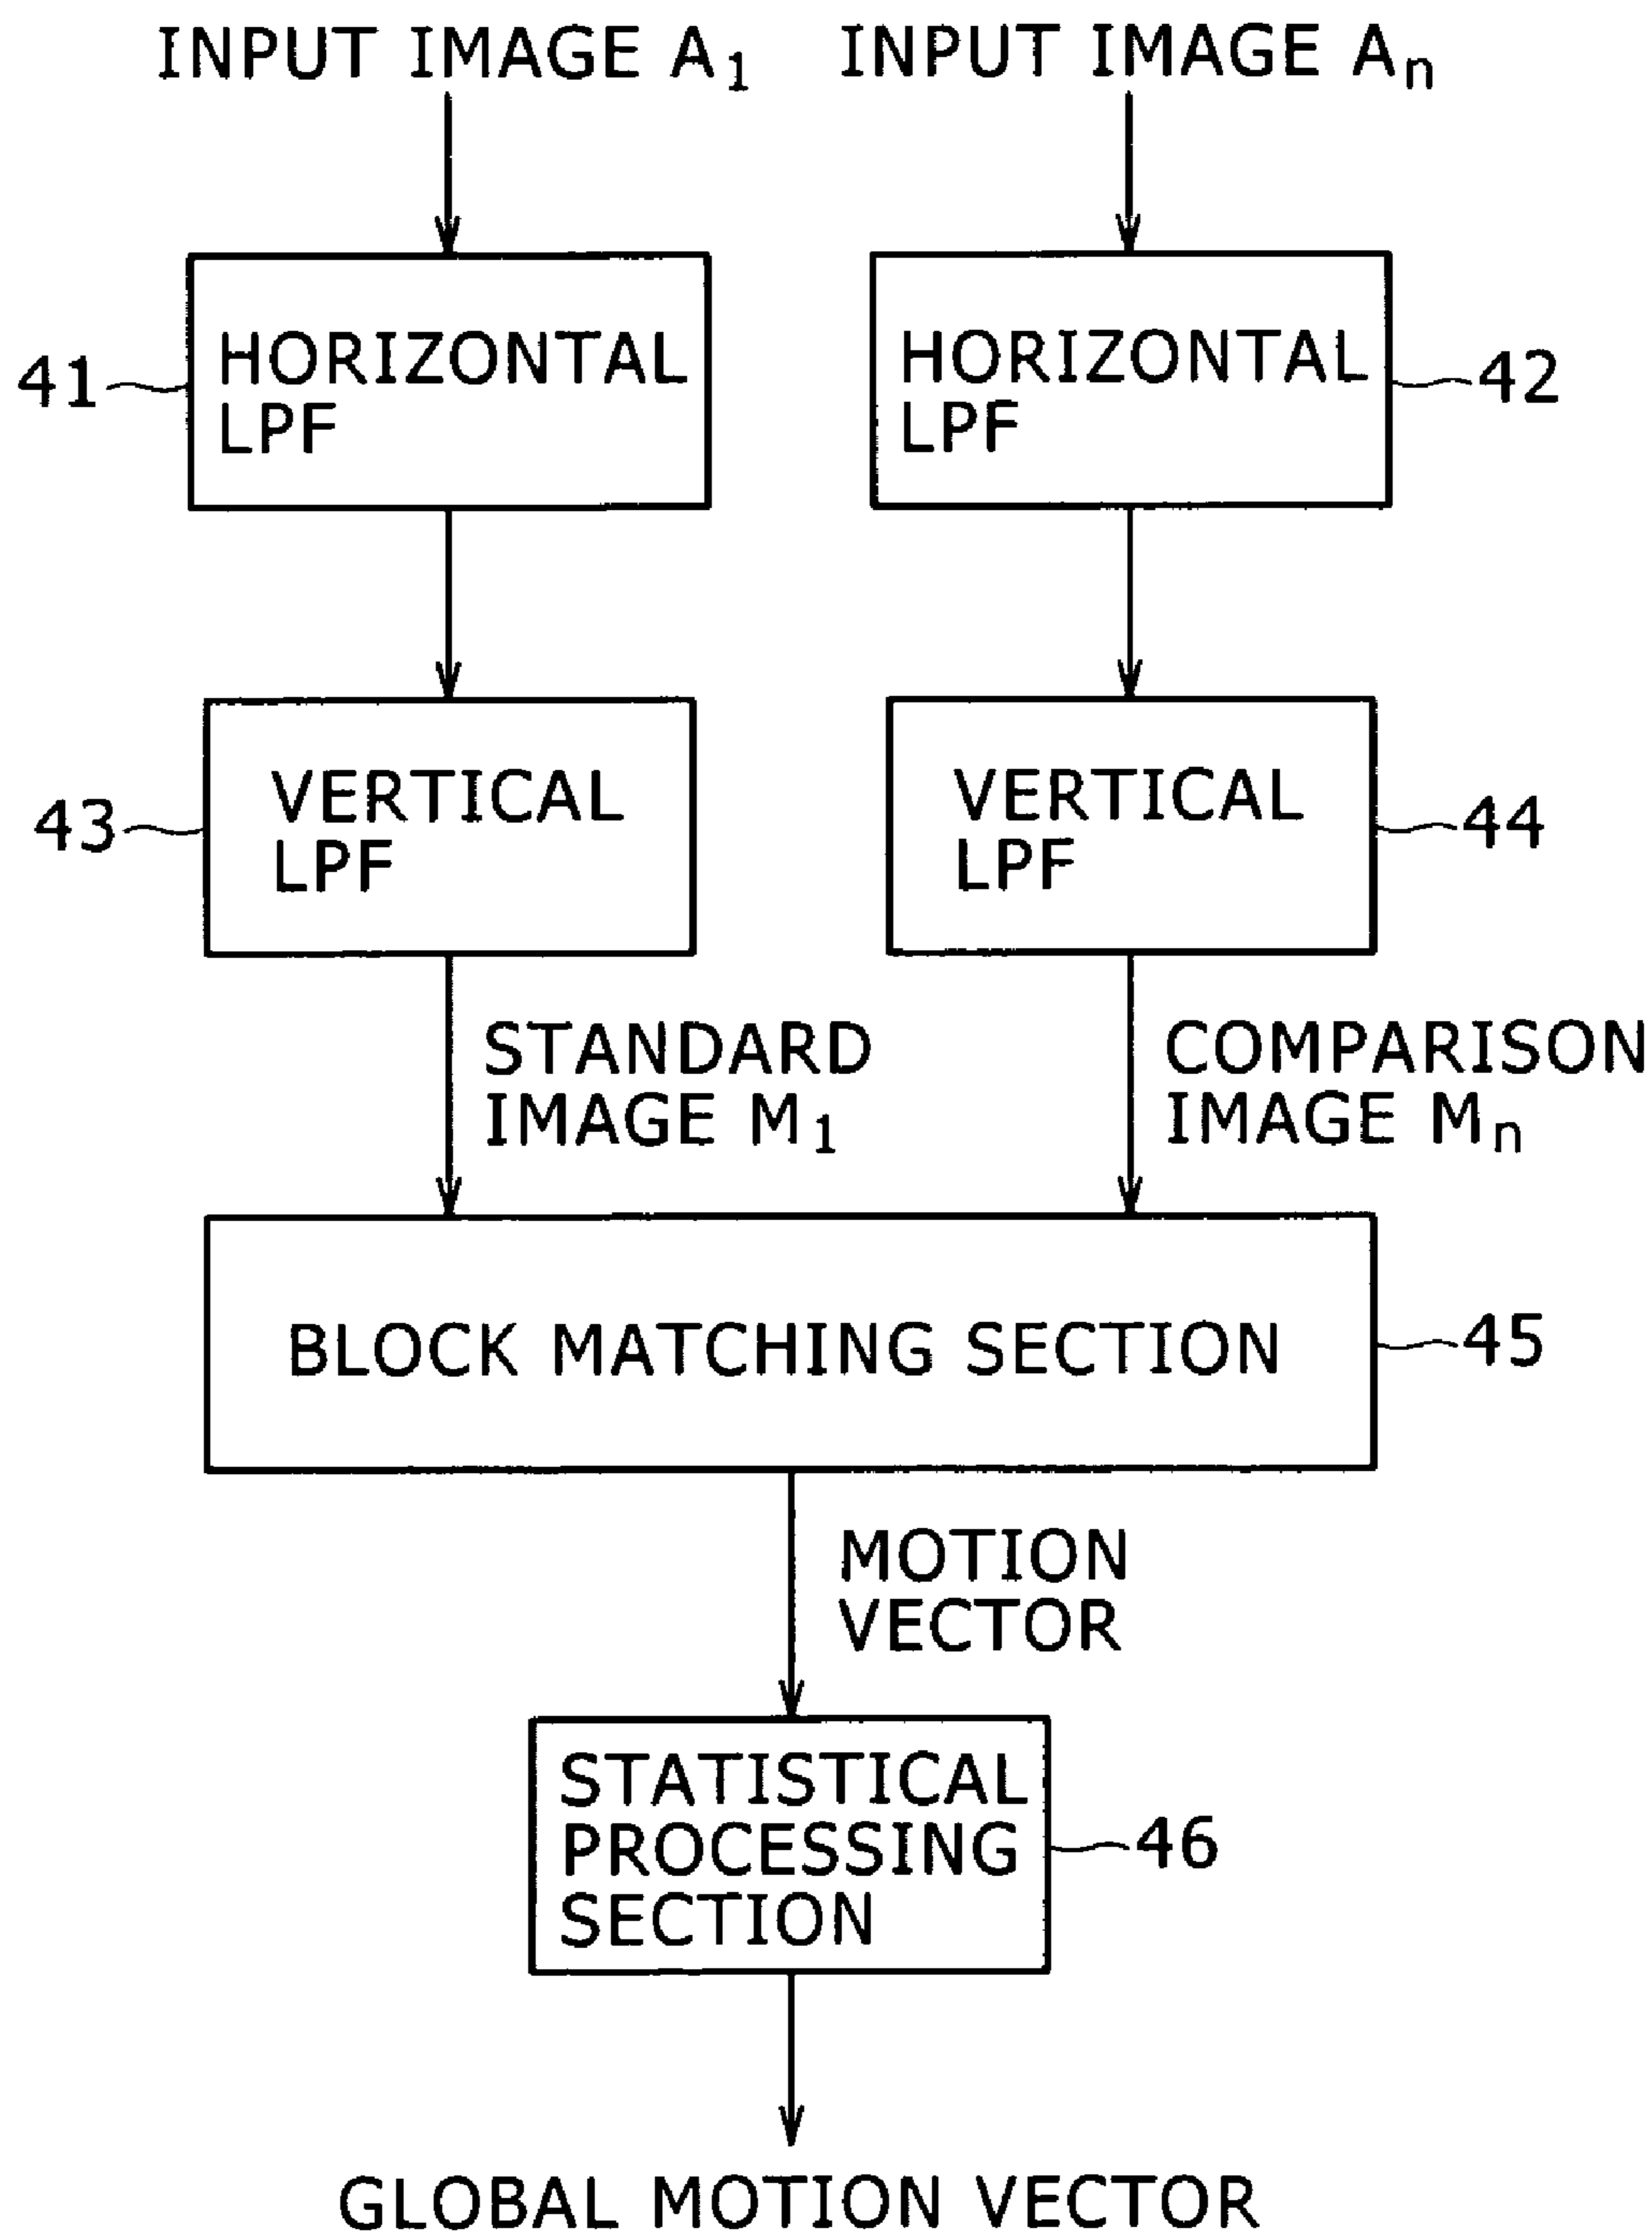 INPUT IMAGE A1
INPUT IMAGE An
41
HORIZONTAL
LPF
HORIZONTAL
LPF
42
43
VERTICAL
LPF
VERTICAL
LPF
44
STANDARD
IMAGE M1
COMPARISON
IMAGE Mn
BLOCK MATCHING SECTION
45
MOTION
VECTOR
STATISTICAL
PROCESSING
SECTION
46
GLOBAL MOTION VECTOR